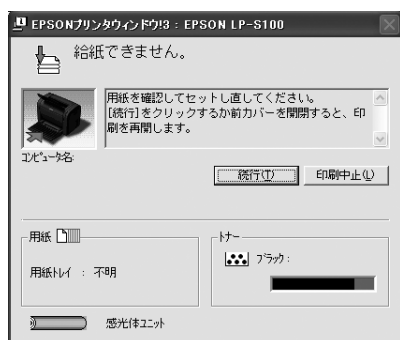 EPSONプリンタウィンドウ!3 : EPSON LP-S100
給紙できません。
用紙を確認してセットし直してください。
[続行]をクリックするか前カバーを開閉すると、印
刷を再開します。
コンピュータ名:
続行(T)
印刷中止(L)
用紙
用紙トレイ : 不明
トナー
ブラック:
感光体ユニット